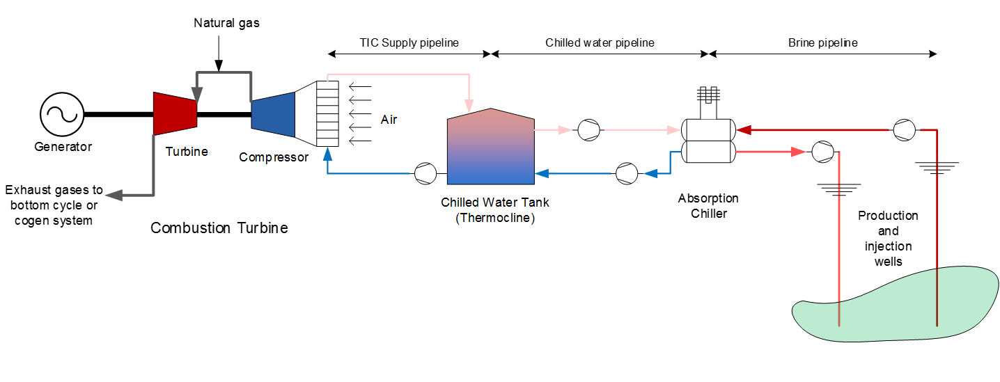 Natural gas
TIC Supply pipeline
Chilled water pipeline
Brine pipeline
Air
Generator
Turbine
Compressor
Exhaust gases to
bottom cycle or
cogen system
Combustion Turbine
Chilled Water Tank
(Thermocline)
Absorption
Chiller
Production
and
injection
wells